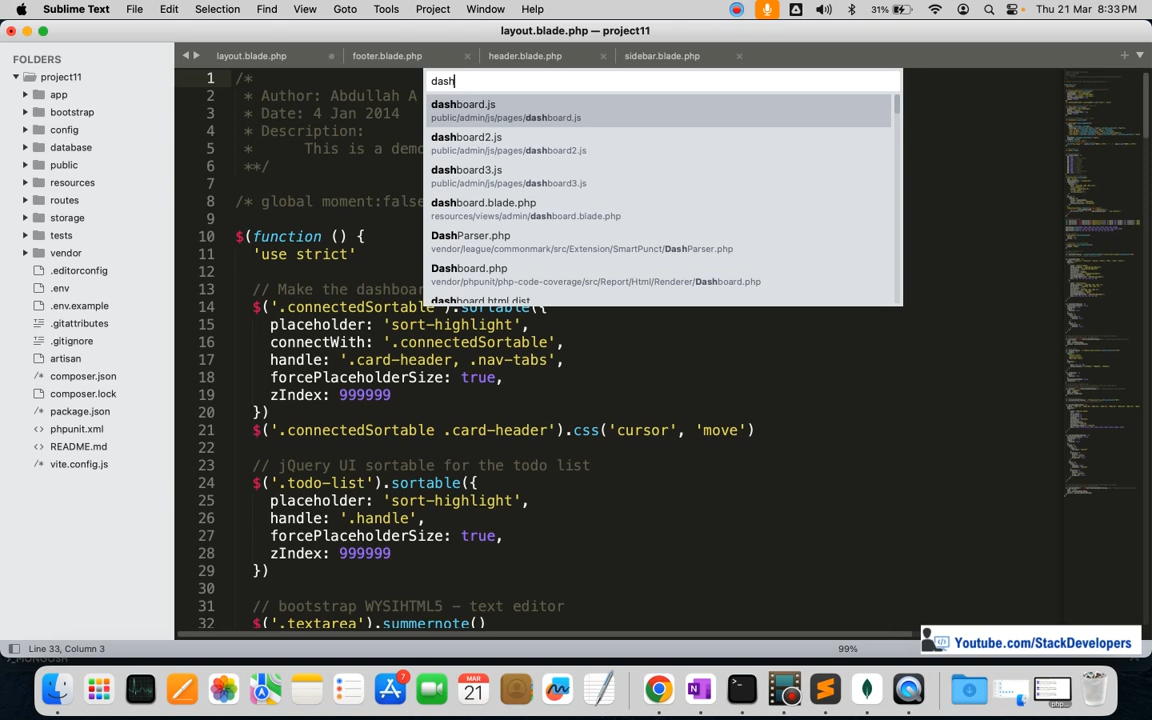 Sublime Text File Edit Selection Find View Goto Tools Project Window Help 31% Thu 21 Mar 8:33 PM
layout.blade.php — project11
FOLDERS
project11
app
bootstrap
config
database
public
resources
routes
storage
tests
vendor
.editorconfig
.env
.env.example
.gitattributes
.gitignore
artisan
composer.json
composer.lock
package.json
phpunit.xml
README.md
vite.config.js
layout.blade.php footer.blade.php header.blade.php sidebar.blade.php
dash
dashboard.js
public/admin/js/pages/dashboard.js
dashboard2.js
public/admin/js/pages/dashboard2.js
dashboard3.js
public/admin/js/pages/dashboard3.js
dashboard.blade.php
resources/views/admin/dashboard.blade.php
DashParser.php
vendor/league/commonmark/src/Extension/SmartPunct/DashParser.php
Dashboard.php
vendor/phpunit/php-code-coverage/src/Report/Html/Renderer/Dashboard.php
dashboard.html.dist
1 /*
2 * Author: Abdullah A
3 * Date: 4 Jan 2014
4 * Description:
5 * This is a demo
6 **/
7
8 /* global moment:false
9
10 $(function () {
11 'use strict'
12
13 // Make the dashboar
14 $('.connectedSortable').sortable({
15 placeholder: 'sort-highlight',
16 connectWith: '.connectedSortable',
17 handle: '.card-header, .nav-tabs',
18 forcePlaceholderSize: true,
19 zIndex: 999999
20 })
21 $('.connectedSortable .card-header').css('cursor', 'move')
22
23 // jQuery UI sortable for the todo list
24 $('.todo-list').sortable({
25 placeholder: 'sort-highlight',
26 handle: '.handle',
27 forcePlaceholderSize: true,
28 zIndex: 999999
29 })
30
31 // bootstrap WYSIHTML5 - text editor
32 $('.textarea').summernote()
Line 33, Column 3 99%
Youtube.com/StackDevelopers
7
MAR
21
php...